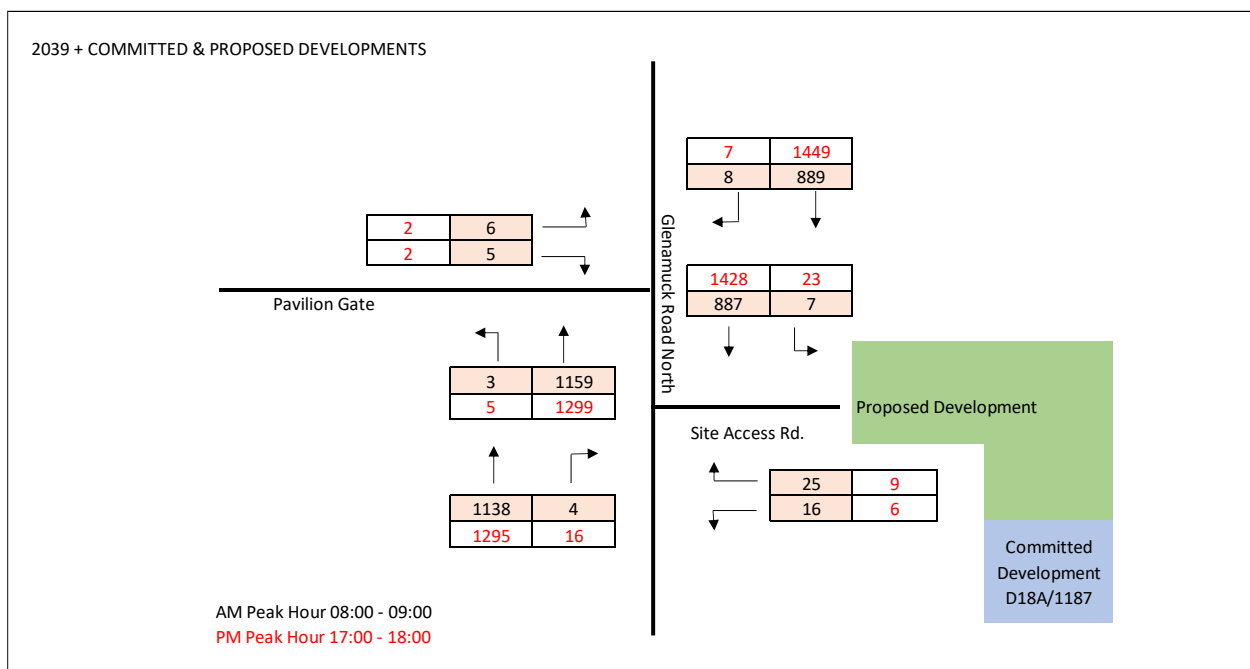 2039 + COMMITTED & PROPOSED DEVELOPMENTS
7 1449
8 889
2 6
2 5
Glenamuck Road North
Pavilion Gate
1428 23
887 7
3 1159
5 1299
Proposed Development
Site Access Rd.
1138 4
1295 16
25 9
16 6
Committed
Development
D18A/1187
AM Peak Hour 08:00 - 09:00
PM Peak Hour 17:00 - 18:00